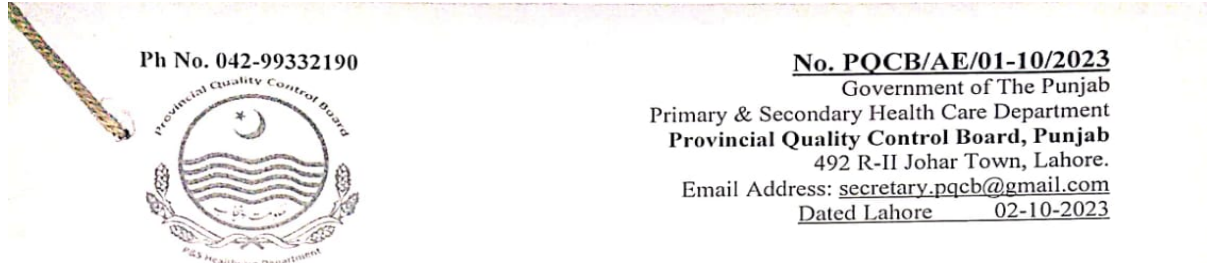 Ph No. 042-99332190
Provincial Quality Control Board
P&S Healthcare Department
No. PQCB/AE/01-10/2023
Government of The Punjab
Primary & Secondary Health Care Department
Provincial Quality Control Board, Punjab
492 R-II Johar Town, Lahore.
Email Address: secretary.pqcb@gmail.com
Dated Lahore 02-10-2023